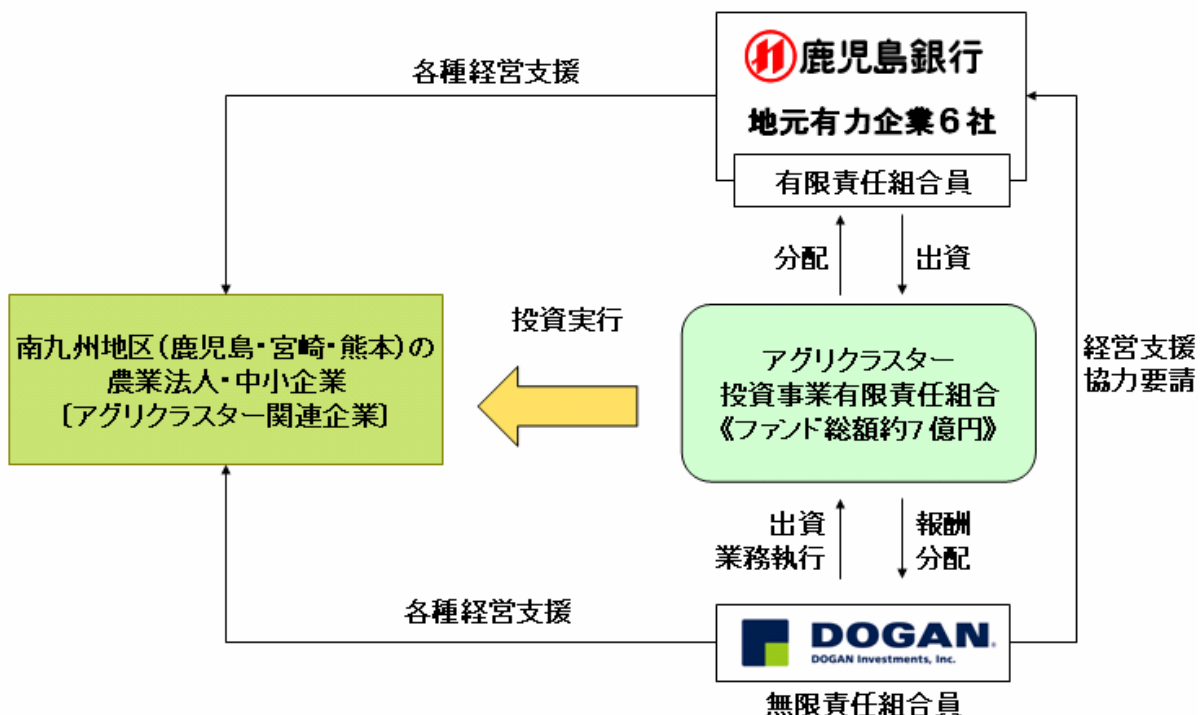 鹿児島銀行
地元有力企業6社
有限責任組合員
各種経営支援
分配
出資
投資実行
南九州地区(鹿児島・宮崎・熊本)の
農業法人・中小企業
〔アグリクラスター関連企業〕
アグリクラスター
投資事業有限責任組合
《ファンド総額約7億円》
経営支援
協力要請
出資
業務執行
報酬
分配
各種経営支援
DOGAN
DOGAN Investments, Inc.
無限責任組合員